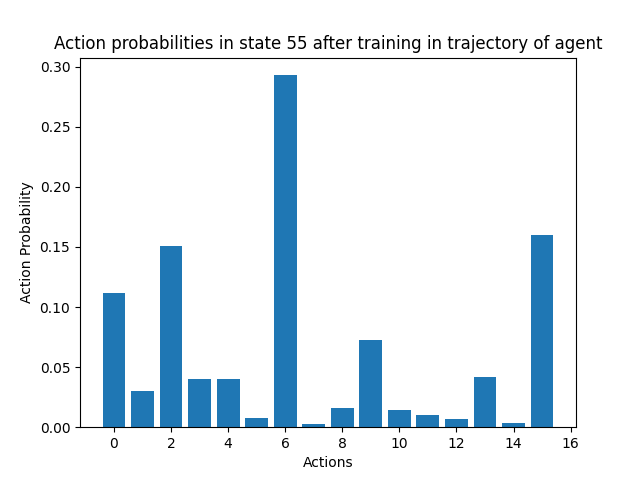 Action probabilities in state 55 after training in trajectory of agent
0.30
0.25
0.20
0.15
0.10
0.05
0.00
Action Probability
0 2 4 6 8 10 12 14 16
Actions